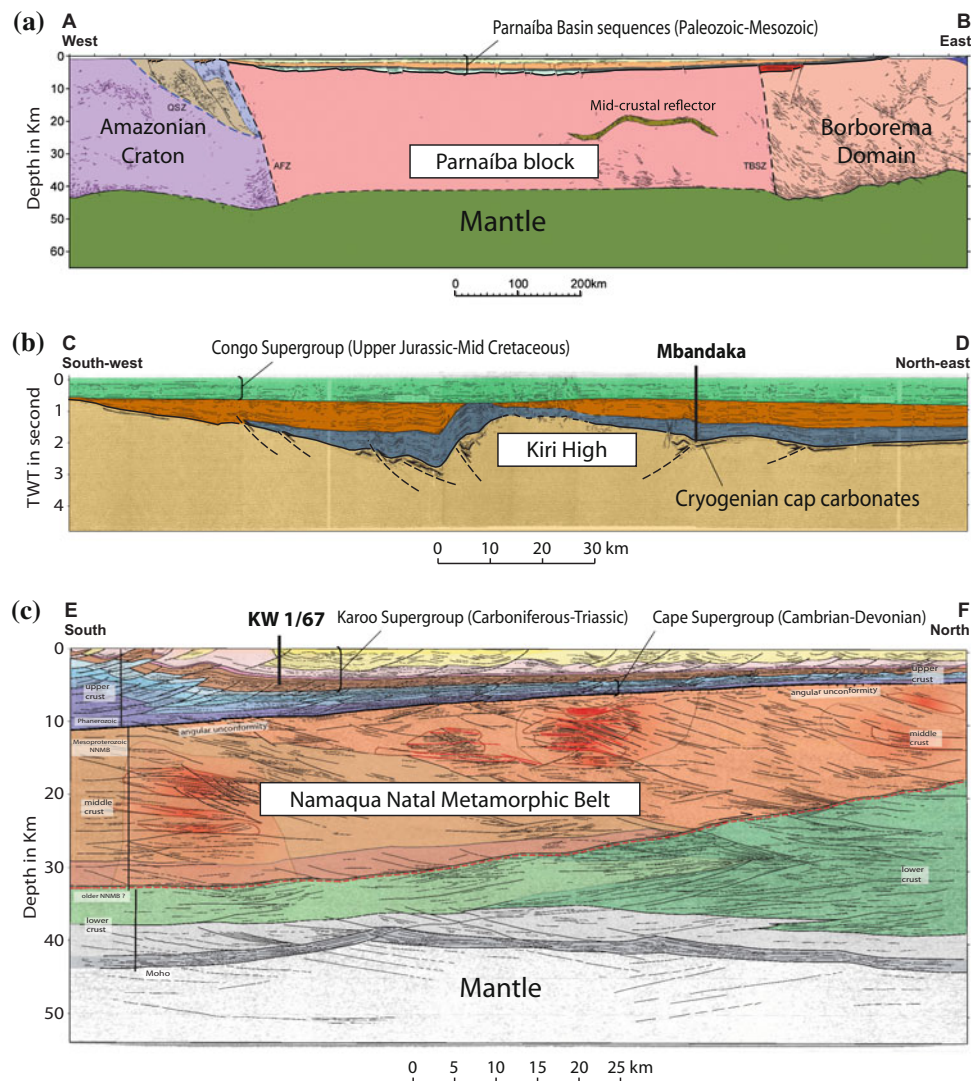 (a)
A
West
Parnaíba Basin sequences (Paleozoic-Mesozoic)
B
East
0
10
20
30
40
50
60
Depth in Km
QSZ
Amazonian
Craton
AFZ
Mid-crustal reflector
Parnaíba block
TBSZ
Borborema
Domain
Mantle
0 100 200km
(b)
C
South-west
Congo Supergroup (Upper Jurassic-Mid Cretaceous)
Mbandaka
D
North-east
0
1
2
3
4
TWT in second
Kiri High
Cryogenian cap carbonates
0 10 20 30 km
(c)
E
South
KW 1/67
Karoo Supergroup (Carboniferous-Triassic)
Cape Supergroup (Cambrian-Devonian)
F
North
0
10
20
30
40
50
Depth in Km
upper
crust
Phanerozoic
Mesoproterozoic
NNMB
angular unconformity
angular unconformity
upper
crust
middle
crust
middle
crust
Namaqua Natal Metamorphic Belt
older NNMB ?
lower
crust
lower
crust
Moho
Mantle
0 5 10 15 20 25 km